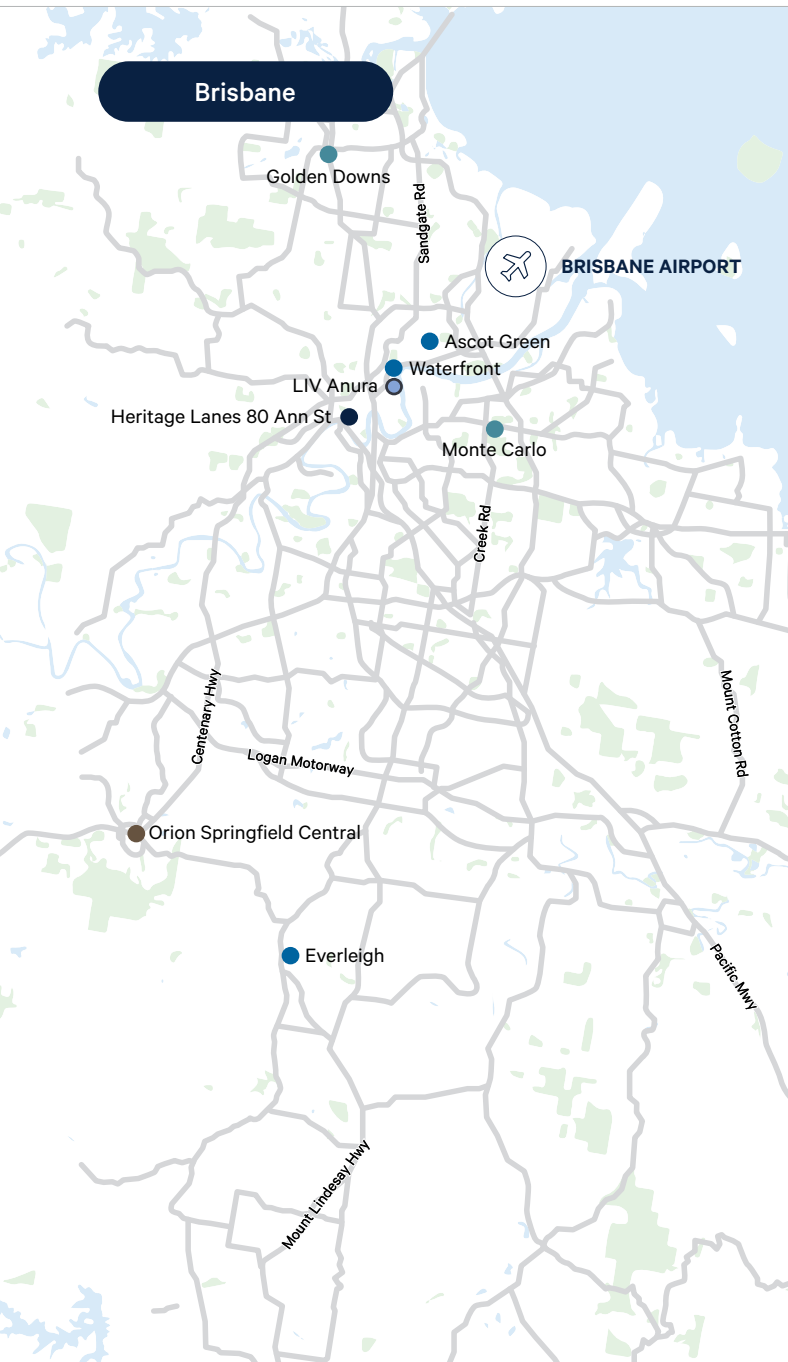 Brisbane
Golden Downs
Sandgate Rd
BRISBANE AIRPORT
Ascot Green
Waterfront
LIV Anura
Heritage Lanes 80 Ann St
Monte Carlo
Creek Rd
Centenary Hwy
Mount Cotton Rd
Logan Motorway
Orion Springfield Central
Everleigh
Pacific Mwy
Mount Lindesay Hwy